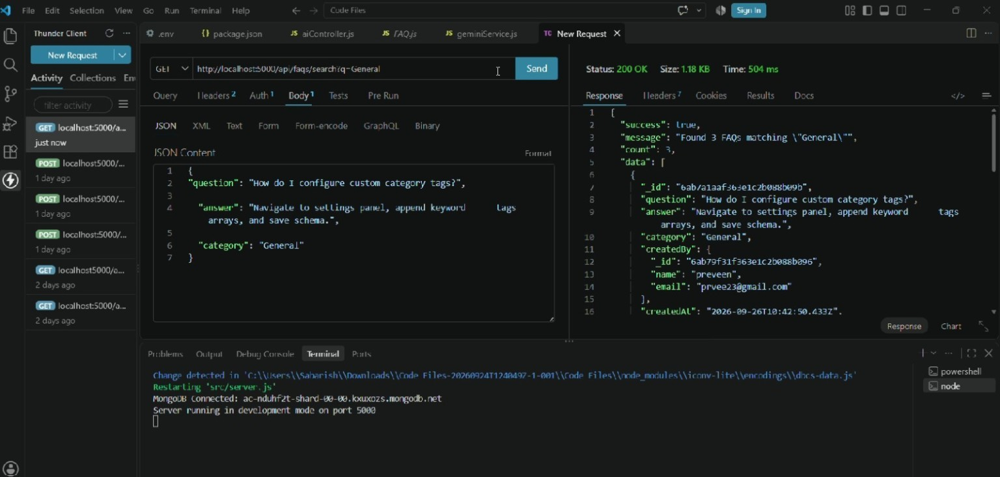 File Edit Selection View Go Run Terminal Help
Code Files
Sign In
Thunder Client
New Request
Activity Collections En
filter activity
GET localhost:5000/a...
just now
POST localhost5000/...
1 day ago
POST localhost5000/...
1 day ago
POST localhost5000/...
1 day ago
GET localhost:5000/a...
2 days ago
GET localhost:5000/a...
2 days ago
.env
{} package.json
JS aiController.js
JS FAQ.js
JS geminiService.js
TC New Request
GET http://localhost:5000/api/faqs/search?q=General Send
Query Headers 2 Auth 1 Body 1 Tests Pre Run
JSON XML Text Form Form-encode GraphQL Binary
JSON Content Format
1 {
2 "question": "How do I configure custom category tags?",
3
4 "answer": "Navigate to settings panel, append keyword tags
arrays, and save schema.",
5
6 "category": "General"
7 }
Status: 200 OK Size: 1.18 KB Time: 504 ms
Response Headers 7 Cookies Results Docs
1 {
2 "success": true,
3 "message": "Found 3 FAQs matching \"General\"",
4 "count": 3,
5 "data": [
6 {
7 "_id": "6ab7a1aaf363e1c2b088b09b",
8 "question": "How do I configure custom category tags?",
9 "answer": "Navigate to settings panel, append keyword tags
arrays, and save schema.",
10 "category": "General",
11 "createdBy": {
12 "_id": "6ab79f31f363e1c2b088b096",
13 "name": "preveen",
14 "email": "prvee23@gmail.com"
15 },
16 "createdAt": "2026-09-26T10:42:50.433Z",
Response Chart
Problems Output Debug Console Terminal Ports
Change detected in 'C:\\Users\\Sabarish\\Downloads\\Code Files-20260924T124049Z-1-001\\Code Files\\node_modules\\iconv-lite\\encodings\\dbcs-data.js'
Restarting 'src/server.js'
MongoDB Connected: ac-nduhf2t-shard-00-00.kxuxozs.mongodb.net
Server running in development mode on port 5000
powershell
node